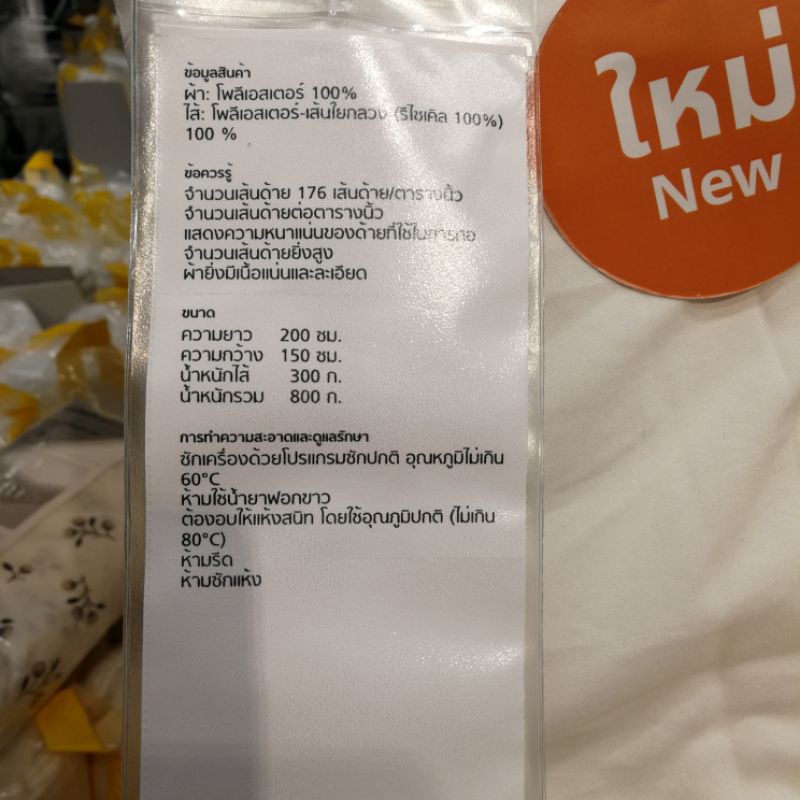 ข้อมูลสินค้า
ผ้า: โพลีเอสเตอร์ 100%
ไส้: โพลีเอสเตอร์-เส้นใยกลวง (รีไซเคิล 100%)
100 %
ข้อควรรู้
จำนวนเส้นด้าย 176 เส้นด้าย/ตารางนิ้ว
จำนวนเส้นด้ายต่อตารางนิ้ว
แสดงความหนาแน่นของด้ายที่ใช้ในการทอ
จำนวนเส้นด้ายยิ่งสูง
ผ้ายิ่งมีเนื้อแน่นและละเอียด
ขนาด
ความยาว 200 ซม.
ความกว้าง 150 ซม.
น้ำหนักไส้ 300 ก.
น้ำหนักรวม 800 ก.
การทำความสะอาดและดูแลรักษา
ซักเครื่องด้วยโปรแกรมซักปกติ อุณหภูมิไม่เกิน
60°C
ห้ามใช้น้ำยาฟอกขาว
ต้องอบให้แห้งสนิท โดยใช้อุณภูมิปกติ (ไม่เกิน
80°C)
ห้ามรีด
ห้ามซักแห้ง
ใหม่
New